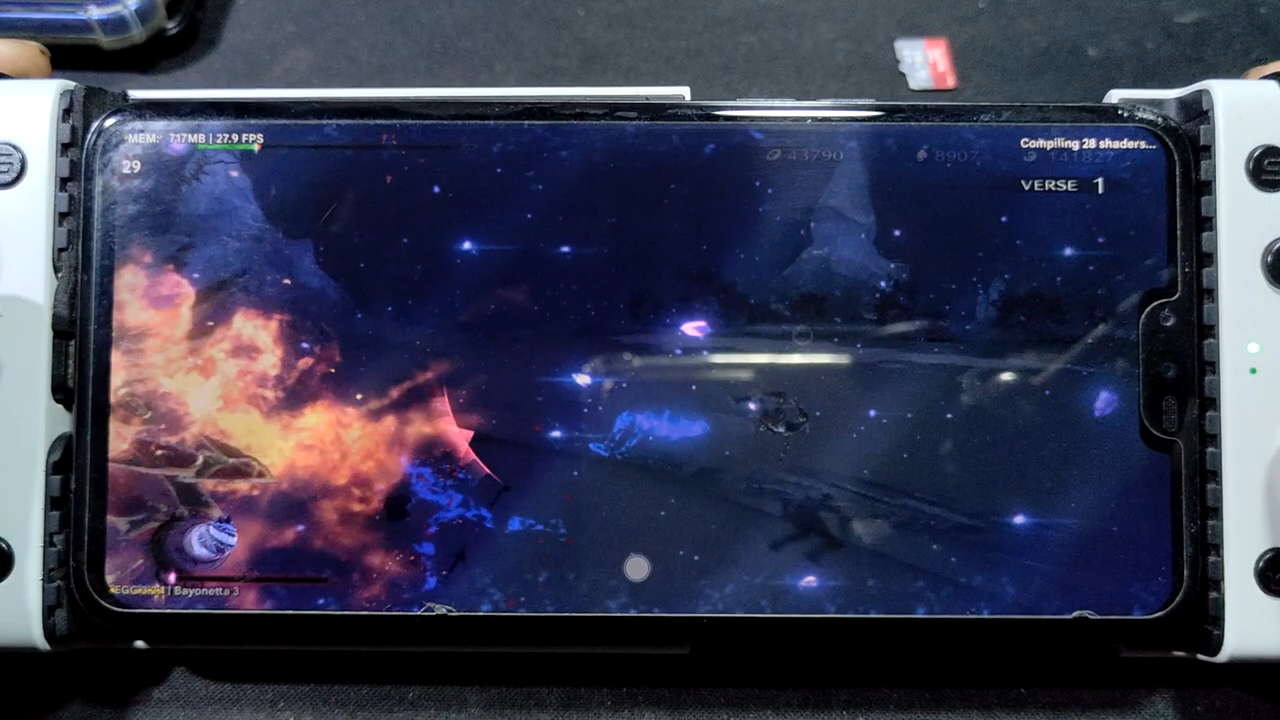 MEM: 717MB | 27.9 FPS
Compiling 28 shaders...
29
43790
8907
141827
VERSE 1
| Bayonetta 3